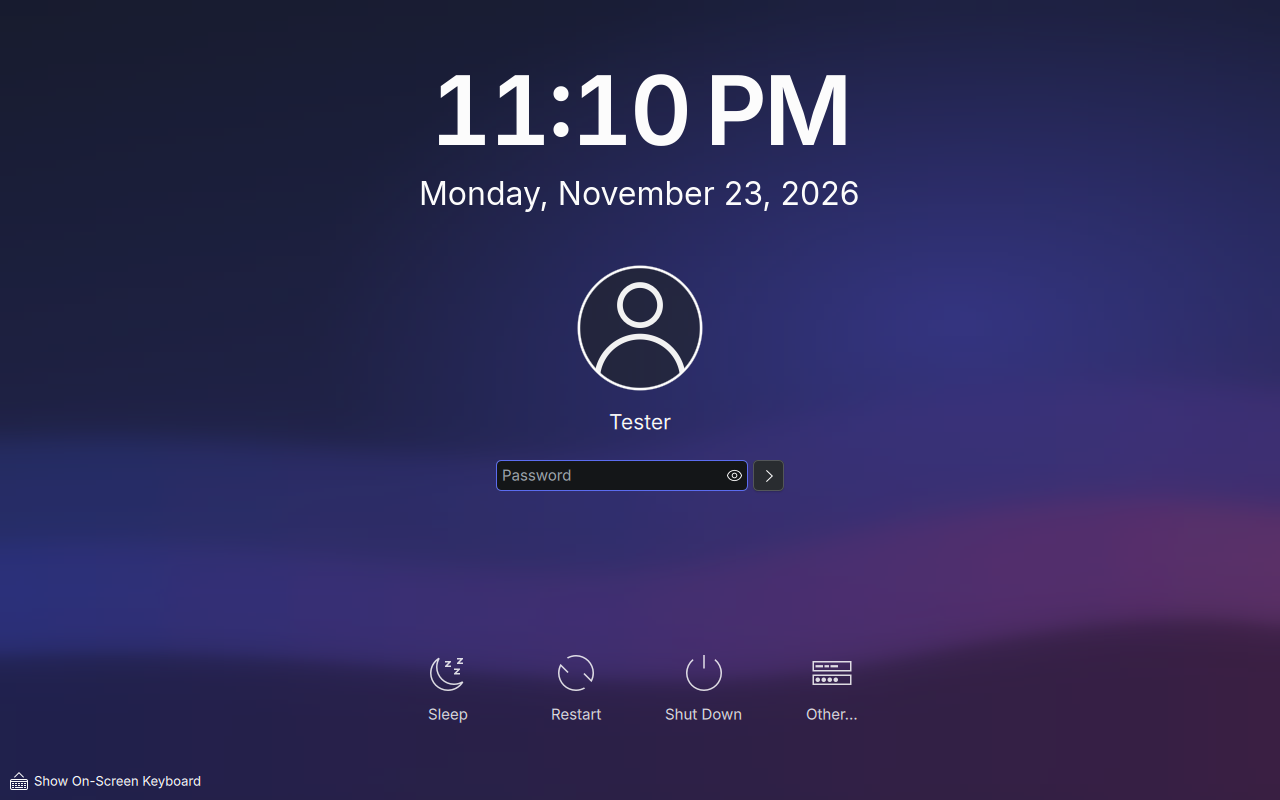 11:10 PM
Monday, November 23, 2026
Tester
Password
Sleep
Restart
Shut Down
Other...
Show On-Screen Keyboard